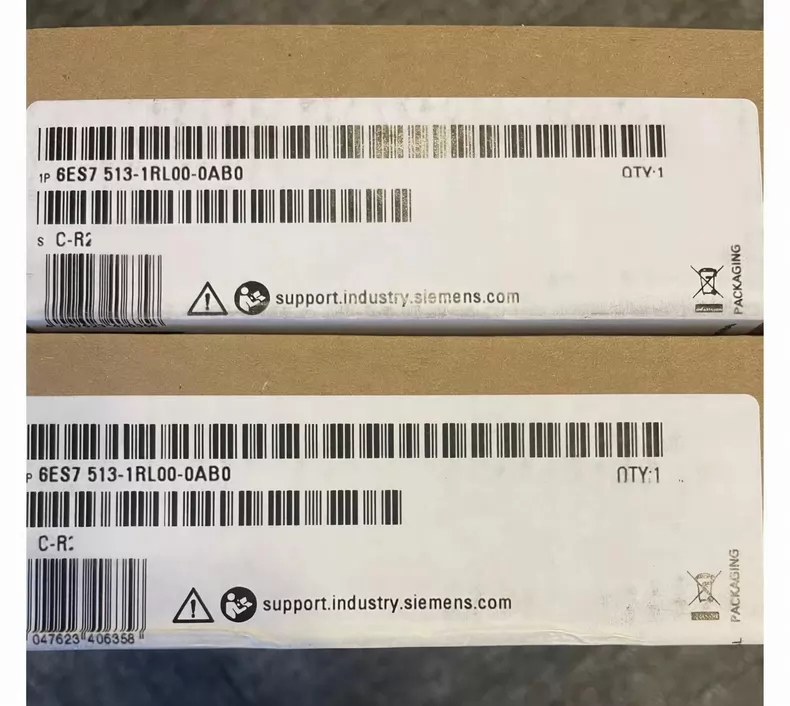 1P 6ES7 513-1RL00-0AB0 QTY:1
S C-R2
support.industry.siemens.com
PACKAGING
P 6ES7 513-1RL00-0AB0 QTY:1
C-R
support.industry.siemens.com
PACKAGING
047623 406358